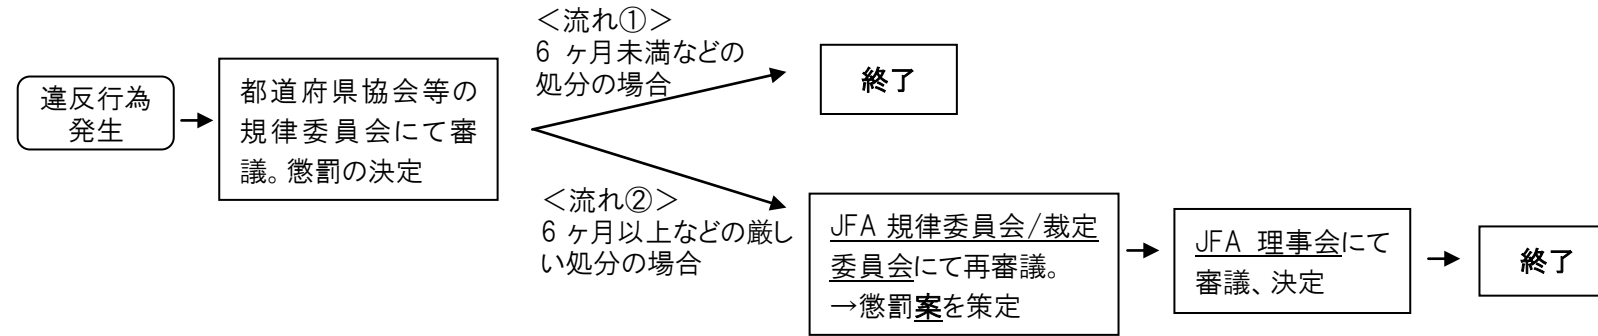 違反行為
発生
都道府県協会等の
規律委員会にて審
議。懲罰の決定
＜流れ①＞
6 ヶ月未満などの
処分の場合
終了
＜流れ②＞
6 ヶ月以上などの厳し
い処分の場合
JFA 規律委員会/裁定
委員会にて再審議。
→懲罰案を策定
JFA 理事会にて
審議、決定
終了